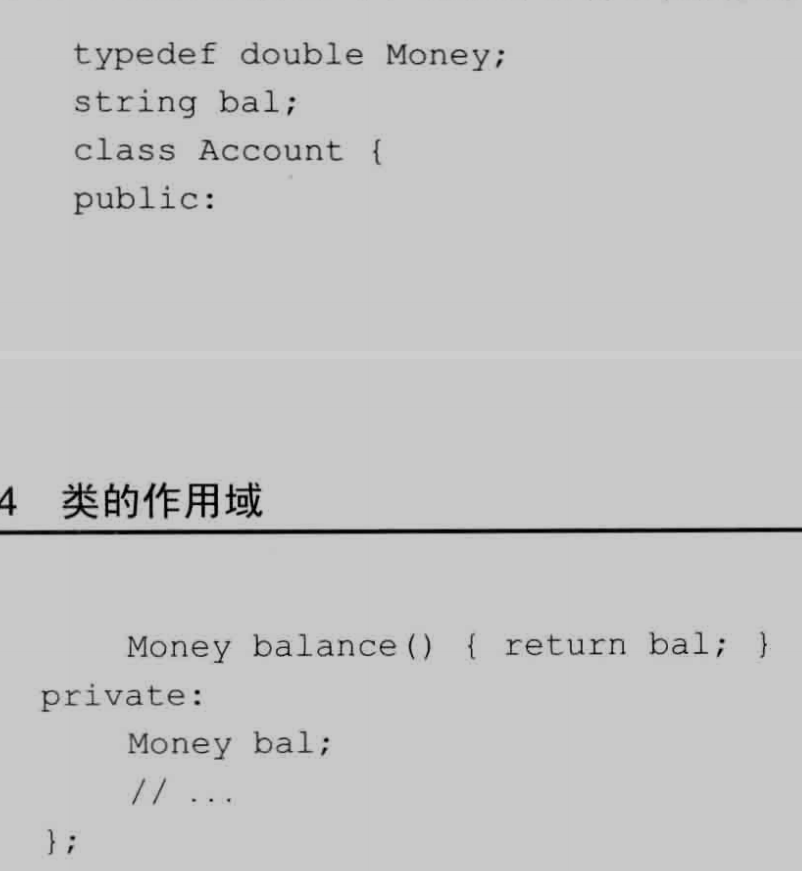 typedef double Money;
string bal;
class Account {
public:
4 类的作用域
Money balance() { return bal; }
private:
Money bal;
// ...
};